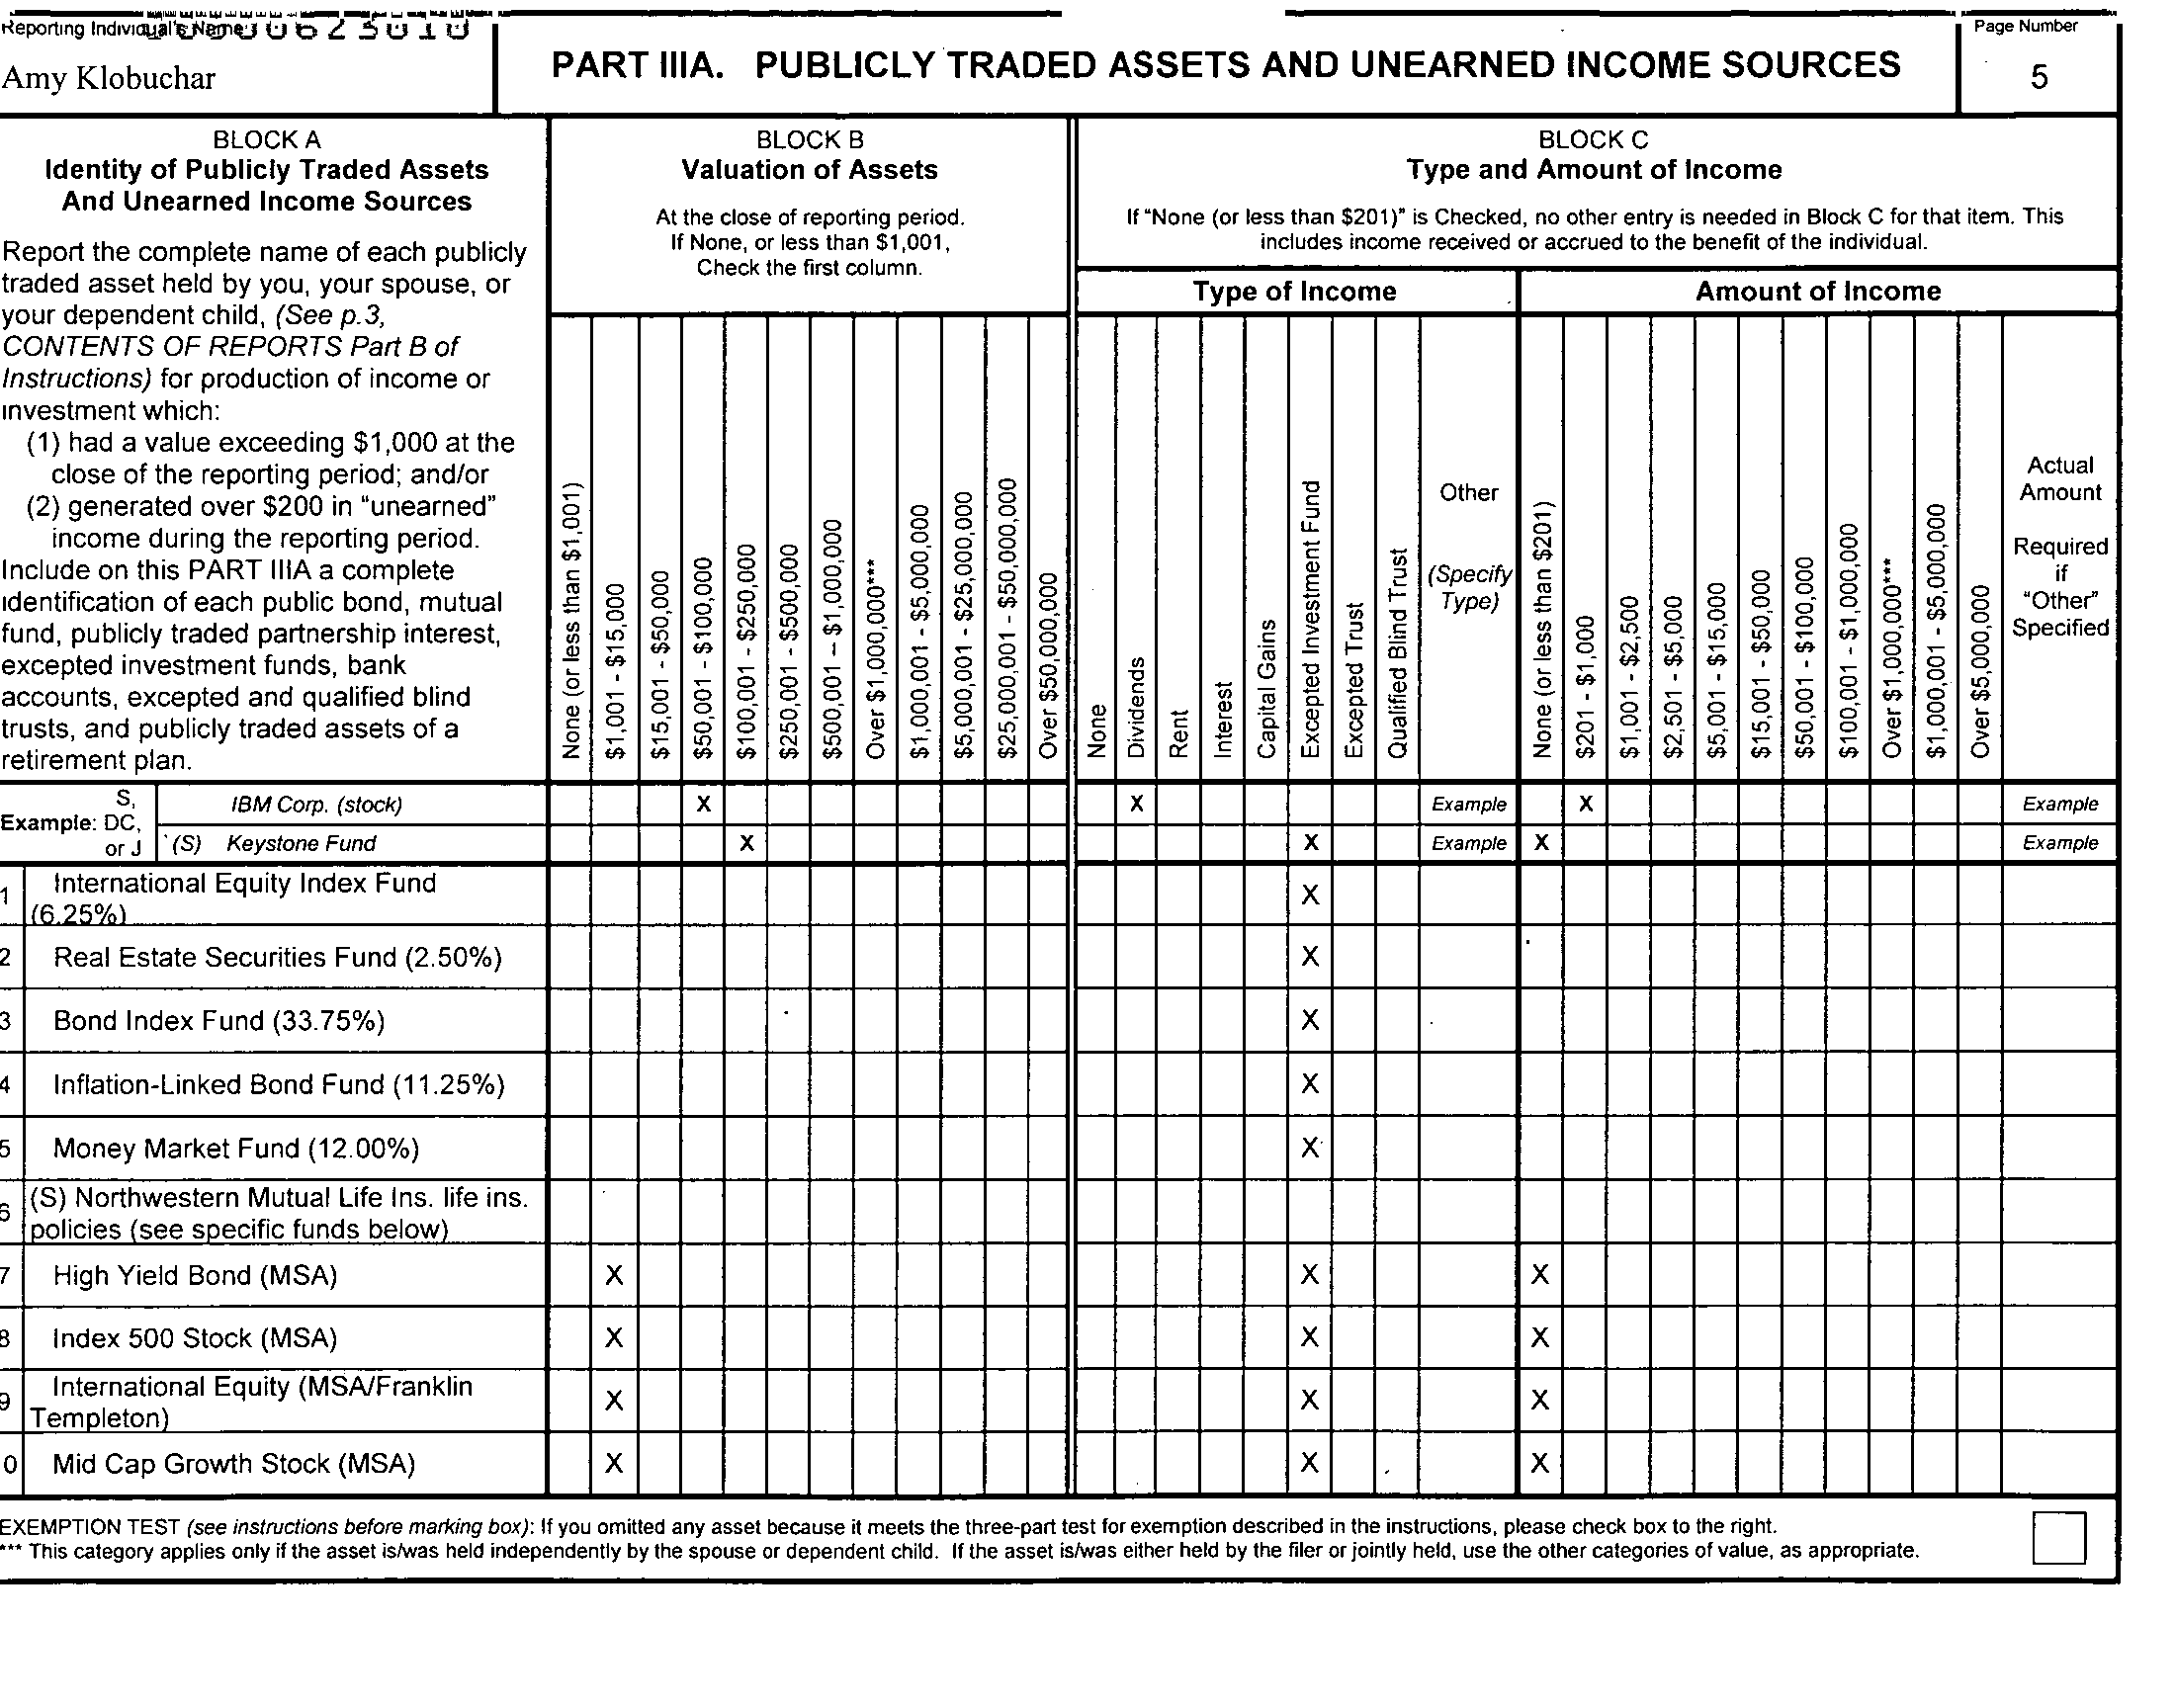 Reporting Individual's Name
Amy Klobuchar
PART IIIA. PUBLICLY TRADED ASSETS AND UNEARNED INCOME SOURCES
Page Number
5
BLOCK A
Identity of Publicly Traded Assets
And Unearned Income Sources
Report the complete name of each publicly
traded asset held by you, your spouse, or
your dependent child, (See p.3,
CONTENTS OF REPORTS Part B of
Instructions) for production of income or
investment which:
(1) had a value exceeding $1,000 at the
close of the reporting period; and/or
(2) generated over $200 in "unearned"
income during the reporting period.
Include on this PART IIIA a complete
identification of each public bond, mutual
fund, publicly traded partnership interest,
excepted investment funds, bank
accounts, excepted and qualified blind
trusts, and publicly traded assets of a
retirement plan.
BLOCK B
Valuation of Assets
At the close of reporting period.
If None, or less than $1,001,
Check the first column.
None (or less than $1,001)
$1,001 - $15,000
$15,001 - $50,000
$50,001 - $100,000
$100,001 - $250,000
$250,001 - $500,000
$500,001 – $1,000,000
Over $1,000,000***
$1,000,001 - $5,000,000
$5,000,001 - $25,000,000
$25,000,001 - $50,000,000
Over $50,000,000
BLOCK C
Type and Amount of Income
If "None (or less than $201)" is Checked, no other entry is needed in Block C for that item. This
includes income received or accrued to the benefit of the individual.
Type of Income
None
Dividends
Rent
Interest
Capital Gains
Excepted Investment Fund
Excepted Trust
Qualified Blind Trust
Other
(Specify
Type)
Amount of Income
None (or less than $201)
$201 - $1,000
$1,001 - $2,500
$2,501 - $5,000
$5,001 - $15,000
$15,001 - $50,000
$50,001 - $100,000
$100,001 - $1,000,000
Over $1,000,000***
$1,000,001 - $5,000,000
Over $5,000,000
Actual
Amount
Required
if
"Other"
Specified
Example:
S,
DC,
or J
IBM Corp. (stock) X X Example X Example
(S) Keystone Fund X X Example X Example
1 International Equity Index Fund
(6.25%) X
2 Real Estate Securities Fund (2.50%) X
3 Bond Index Fund (33.75%) X
4 Inflation-Linked Bond Fund (11.25%) X
5 Money Market Fund (12.00%) X
6 (S) Northwestern Mutual Life Ins. life ins.
policies (see specific funds below)
7 High Yield Bond (MSA) X X X
8 Index 500 Stock (MSA) X X X
9 International Equity (MSA/Franklin
Templeton) X X X
0 Mid Cap Growth Stock (MSA) X X X
EXEMPTION TEST (see instructions before marking box): If you omitted any asset because it meets the three-part test for exemption described in the instructions, please check box to the right.
*** This category applies only if the asset is/was held independently by the spouse or dependent child. If the asset is/was either held by the filer or jointly held, use the other categories of value, as appropriate.